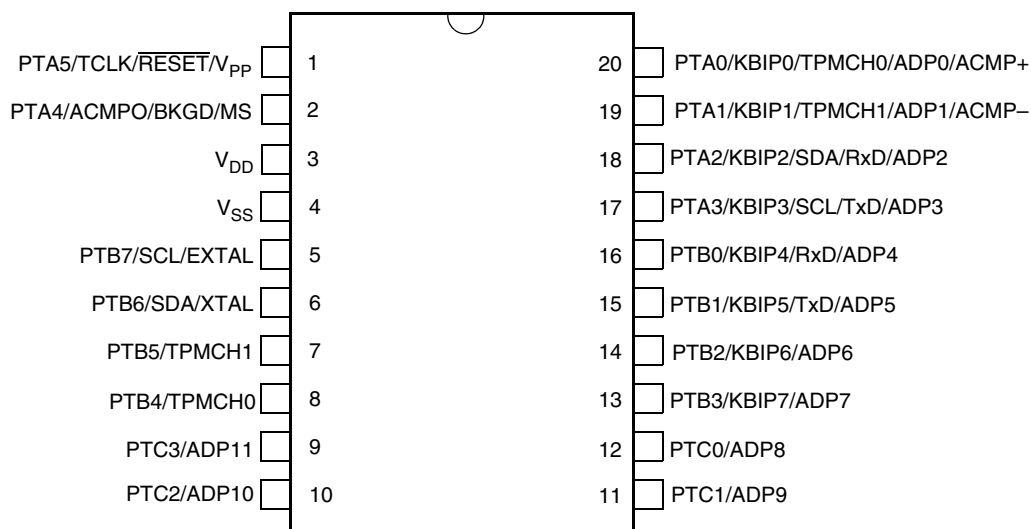 PTA5/TCLK/RESET/VPP 1 20 PTA0/KBIP0/TPMCH0/ADP0/ACMP+
PTA4/ACMPO/BKGD/MS 2 19 PTA1/KBIP1/TPMCH1/ADP1/ACMP–
VDD 3 18 PTA2/KBIP2/SDA/RxD/ADP2
VSS 4 17 PTA3/KBIP3/SCL/TxD/ADP3
PTB7/SCL/EXTAL 5 16 PTB0/KBIP4/RxD/ADP4
PTB6/SDA/XTAL 6 15 PTB1/KBIP5/TxD/ADP5
PTB5/TPMCH1 7 14 PTB2/KBIP6/ADP6
PTB4/TPMCH0 8 13 PTB3/KBIP7/ADP7
PTC3/ADP11 9 12 PTC0/ADP8
PTC2/ADP10 10 11 PTC1/ADP9